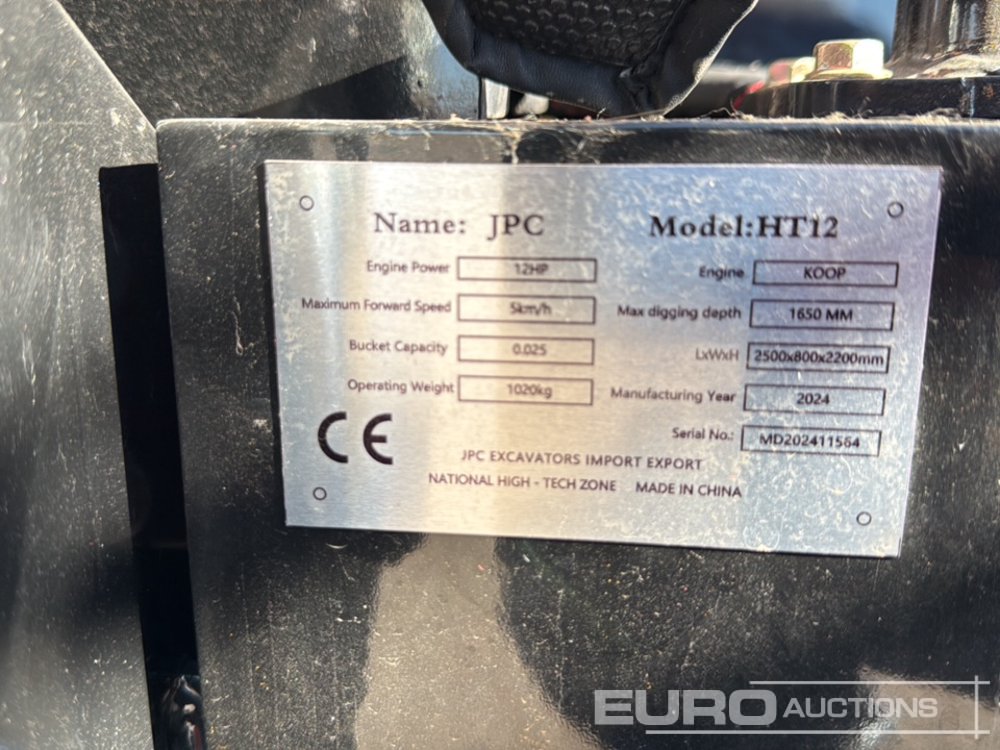 Name: JPC Model:HT12
Engine Power 12HP Engine KOOP
Maximum Forward Speed 5km/h Max digging depth 1650 MM
Bucket Capacity 0.025 LxWxH 2500x800x2200mm
Operating Weight 1020kg Manufacturing Year 2024
Serial No.: MD202411564
CE
JPC EXCAVATORS IMPORT EXPORT
NATIONAL HIGH - TECH ZONE MADE IN CHINA
EURO AUCTIONS